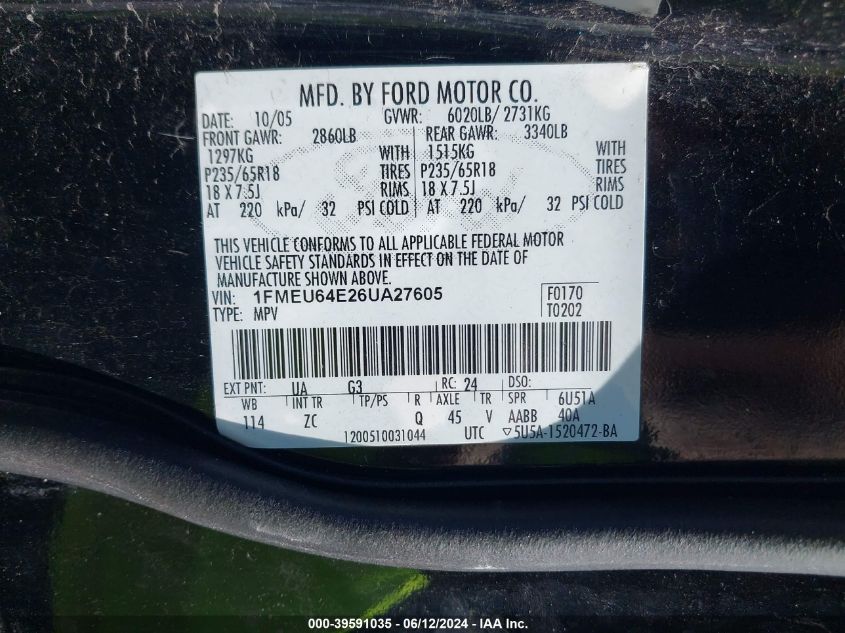 MFD. BY FORD MOTOR CO.
DATE: 10/05 GVWR: 6020LB/ 2731KG
FRONT GAWR: 2860LB REAR GAWR: 3340LB
1297KG WITH 1515KG WITH
P235/65R18 TIRES P235/65R18 TIRES
18 X 7.5J RIMS 18 X 7.5J RIMS
AT 220 kPa/ 32 PSI COLD AT 220 kPa/ 32 PSI COLD
THIS VEHICLE CONFORMS TO ALL APPLICABLE FEDERAL MOTOR
VEHICLE SAFETY STANDARDS IN EFFECT ON THE DATE OF
MANUFACTURE SHOWN ABOVE.
VIN: 1FMEU64E26UA27605 F0170
TYPE: MPV T0202
EXT PNT: UA G3 RC: 24 DSO:
WB INT TR TP/PS R AXLE TR SPR 6U51A
114 ZC Q 45 V AABB 40A
1200510031044 UTC ▽5U5A-1520472-BA
000-39591035 - 06/12/2024 - IAA Inc.